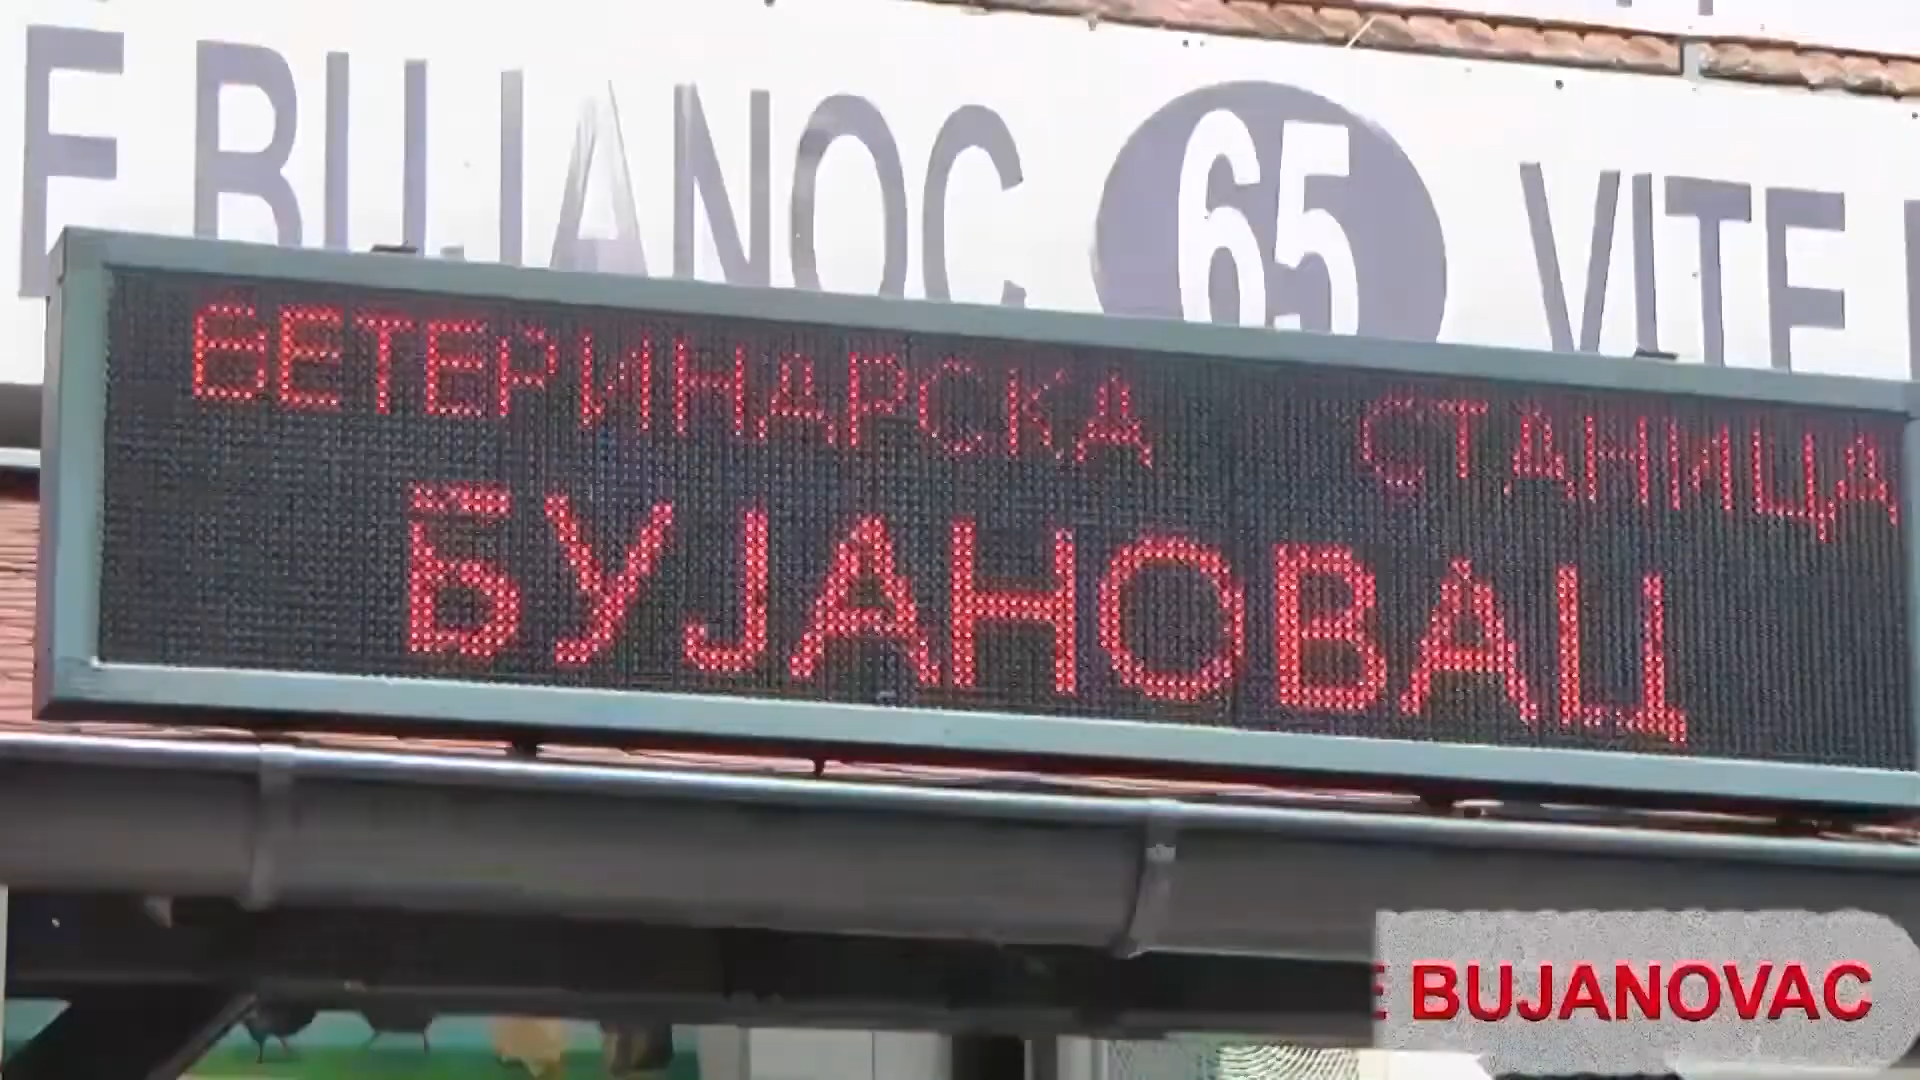 E BUJANOC 65 VITE
ВЕТЕРИНАРСКА СТАНИЦА
БУЈАНОВАЦ
BUJANOVAC